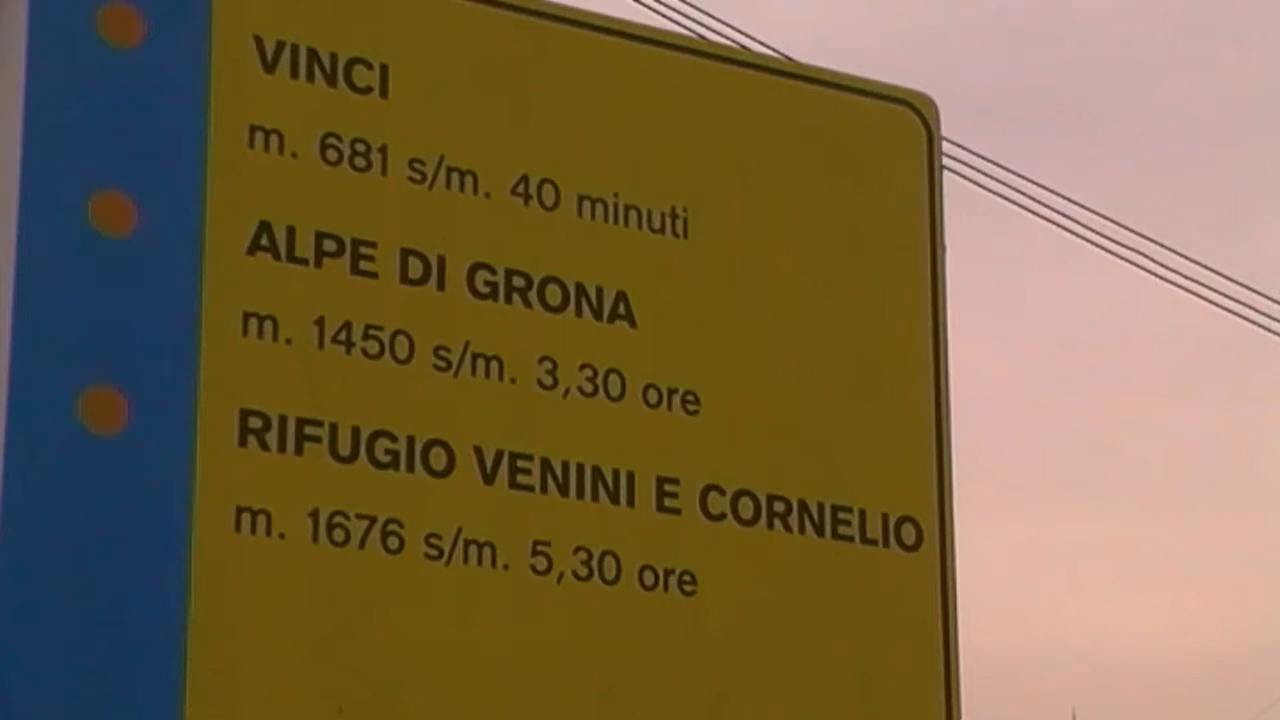 VINCI
m. 681 s/m. 40 minuti
ALPE DI GRONA
m. 1450 s/m. 3,30 ore
RIFUGIO VENINI E CORNELIO
m. 1676 s/m. 5,30 ore